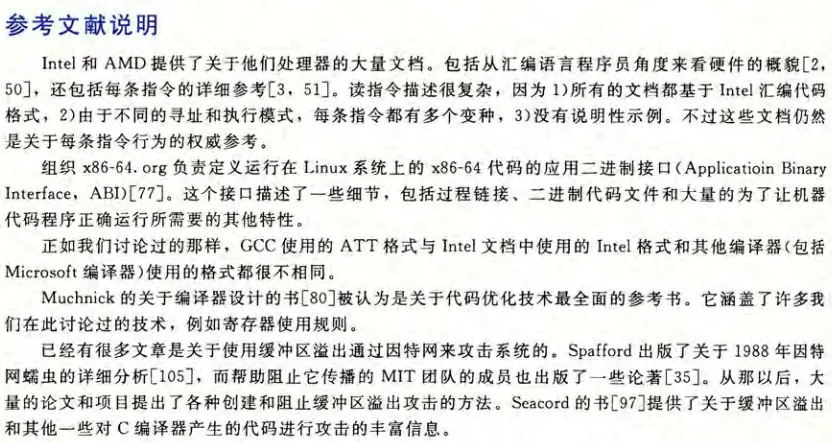 参考文献说明
Intel 和 AMD 提供了关于他们处理器的大量文档。包括从汇编语言程序员角度来看硬件的概貌[2,
50]，还包括每条指令的详细参考[3，51]。读指令描述很复杂，因为 1)所有的文档都基于 Intel 汇编代码
格式，2)由于不同的寻址和执行模式，每条指令都有多个变种，3)没有说明性示例。不过这些文档仍然
是关于每条指令行为的权威参考。
组织 x86-64.org 负责定义运行在 Linux 系统上的 x86-64 代码的应用二进制接口(Applicatioin Binary
Interface，ABI)[77]。这个接口描述了一些细节，包括过程链接、二进制代码文件和大量的为了让机器
代码程序正确运行所需要的其他特性。
正如我们讨论过的那样，GCC 使用的 ATT 格式与 Intel 文档中使用的 Intel 格式和其他编译器(包括
Microsoft 编译器)使用的格式都很不相同。
Muchnick 的关于编译器设计的书[80]被认为是关于代码优化技术最全面的参考书。它涵盖了许多我
们在此讨论过的技术，例如寄存器使用规则。
已经有很多文章是关于使用缓冲区溢出通过因特网来攻击系统的。Spafford 出版了关于 1988 年因特
网蠕虫的详细分析[105]，而帮助阻止它传播的 MIT 团队的成员也出版了一些论著[35]。从那以后，大
量的论文和项目提出了各种创建和阻止缓冲区溢出攻击的方法。Seacord 的书[97]提供了关于缓冲区溢出
和其他一些对 C 编译器产生的代码进行攻击的丰富信息。